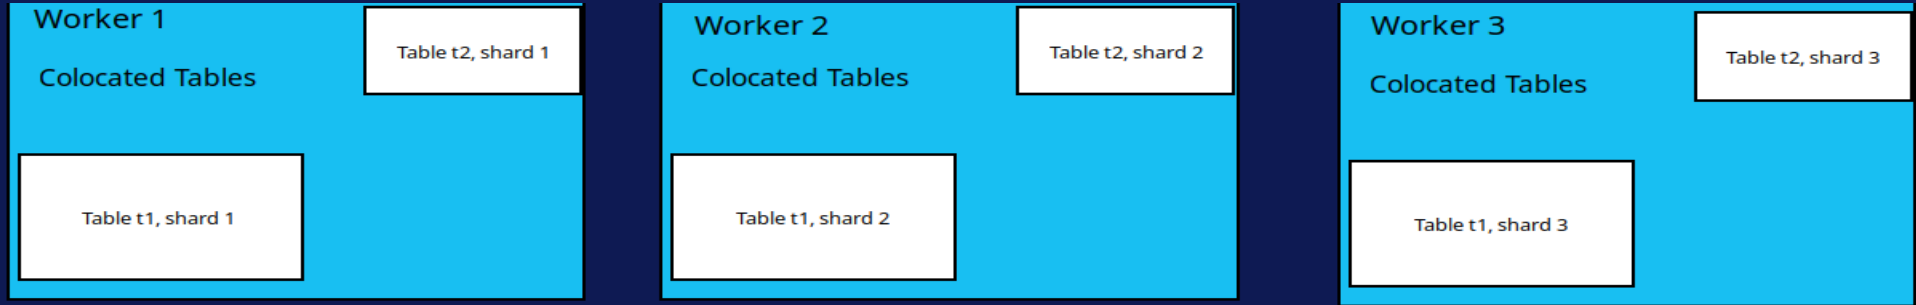 Worker 1
Colocated Tables
Table t2, shard 1
Table t1, shard 1
Worker 2
Colocated Tables
Table t2, shard 2
Table t1, shard 2
Worker 3
Colocated Tables
Table t2, shard 3
Table t1, shard 3